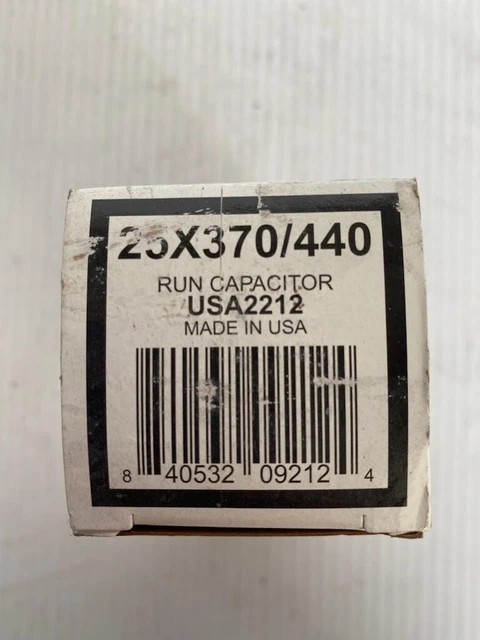 25X370/440
RUN CAPACITOR
USA2212
MADE IN USA
8 40532 09212 4